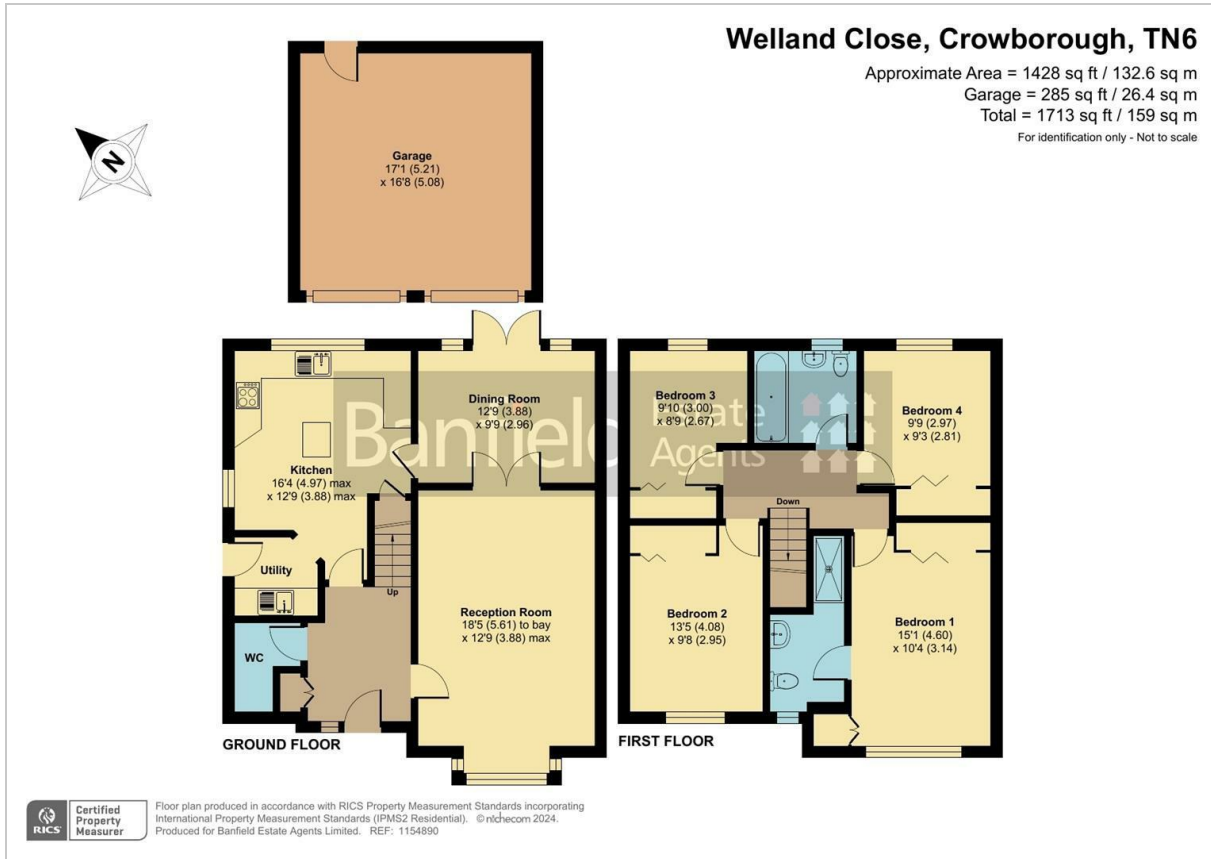 Welland Close, Crowborough, TN6
Approximate Area = 1428 sq ft / 132.6 sq m
Garage = 285 sq ft / 26.4 sq m
Total = 1713 sq ft / 159 sq m
For identification only - Not to scale
N
Garage
17'1 (5.21)
x 16'8 (5.08)
Dining Room
12'9 (3.88)
x 9'9 (2.96)
Kitchen
16'4 (4.97) max
x 12'9 (3.88) max
Utility
Up
WC
Reception Room
18'5 (5.61) to bay
x 12'9 (3.88) max
GROUND FLOOR
Bedroom 3
9'10 (3.00)
x 8'9 (2.67)
Bedroom 4
9'9 (2.97)
x 9'3 (2.81)
Down
Bedroom 2
13'5 (4.08)
x 9'8 (2.95)
Bedroom 1
15'1 (4.60)
x 10'4 (3.14)
FIRST FLOOR
Banfield Estate
Agents
RICS
Certified
Property
Measurer
Floor plan produced in accordance with RICS Property Measurement Standards incorporating
International Property Measurement Standards (IPMS2 Residential). © nichecom 2024.
Produced for Banfield Estate Agents Limited. REF: 1154890